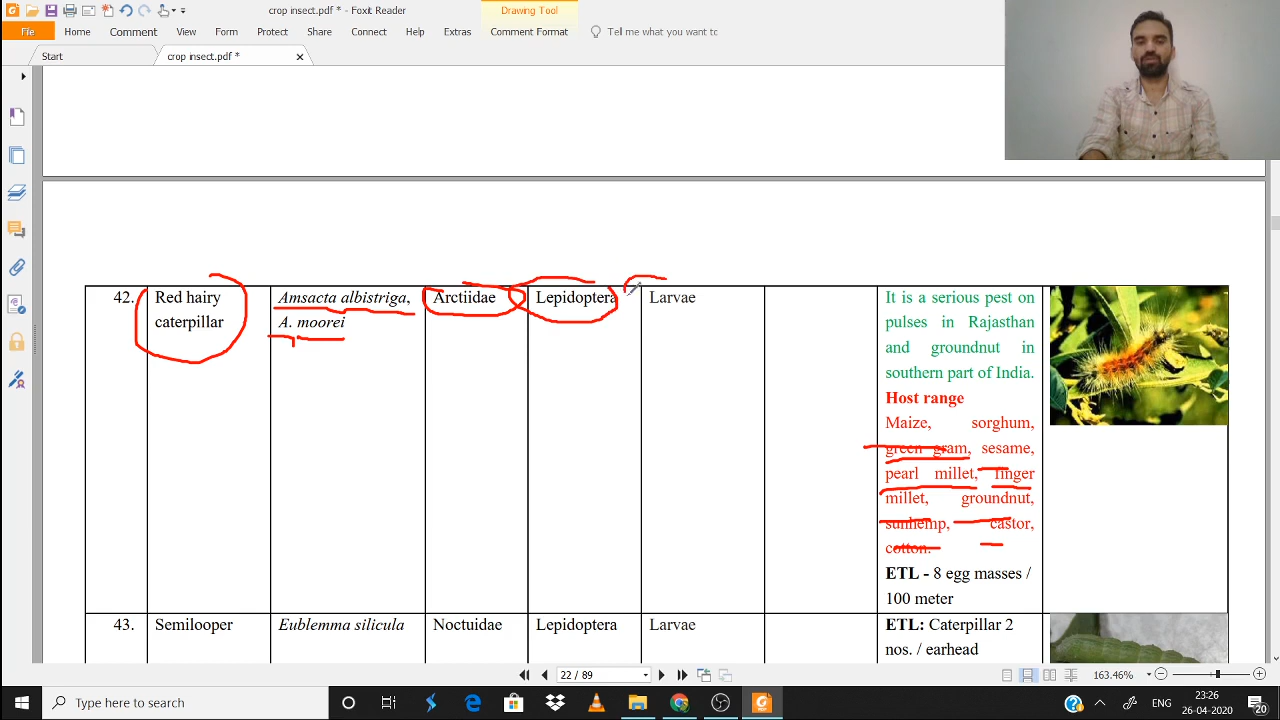 crop insect.pdf * - Foxit Reader
Drawing Tool
File Home Comment View Form Protect Share Connect Help Extras Comment Format Tell me what you want to
Start crop insect.pdf *
42. Red hairy caterpillar
Amsacta albistriga,
A. moorei
Arctiidae
Lepidoptera
Larvae
It is a serious pest on
pulses in Rajasthan
and groundnut in
southern part of India.
Host range
Maize, sorghum,
green gram, sesame,
pearl millet, finger
millet, groundnut,
sunhemp, castor,
cotton.
ETL - 8 egg masses /
100 meter
43. Semilooper
Eublemma silicula
Noctuidae
Lepidoptera
Larvae
ETL: Caterpillar 2
nos. / earhead
22 / 89
163.46%
Type here to search
ENG
23:26
26-04-2020
20